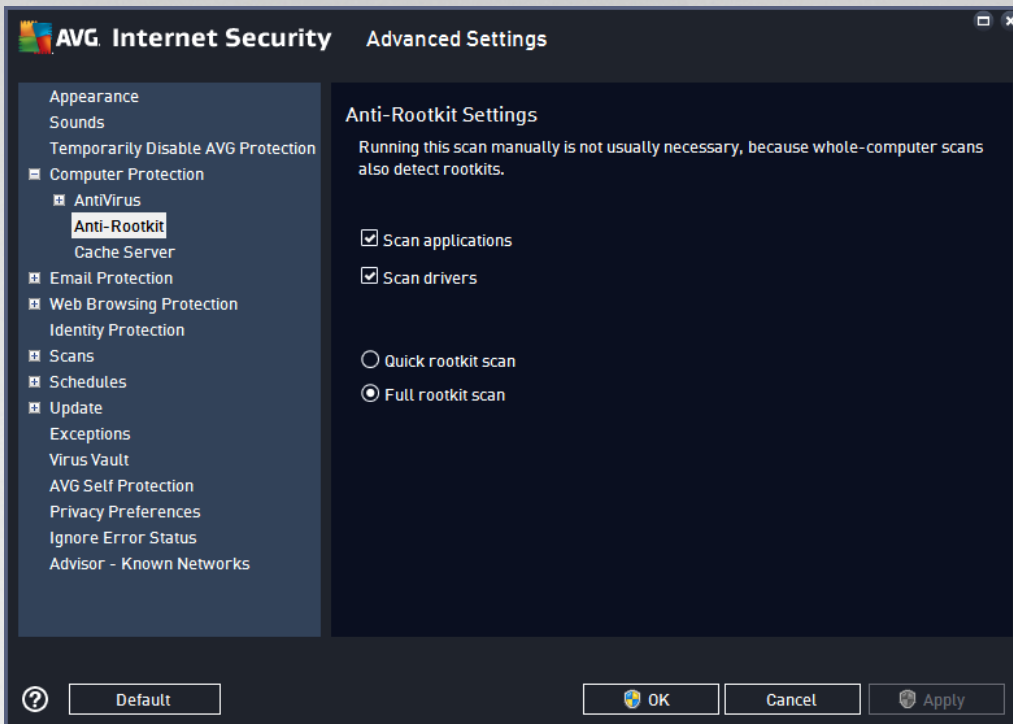 AVG. Internet Security Advanced Settings
Appearance
Sounds
Temporarily Disable AVG Protection
Computer Protection
AntiVirus
Anti-Rootkit
Cache Server
Email Protection
Web Browsing Protection
Identity Protection
Scans
Schedules
Update
Exceptions
Virus Vault
AVG Self Protection
Privacy Preferences
Ignore Error Status
Advisor - Known Networks
Anti-Rootkit Settings
Running this scan manually is not usually necessary, because whole-computer scans
also detect rootkits.
Scan applications
Scan drivers
Quick rootkit scan
Full rootkit scan
? Default OK Cancel Apply